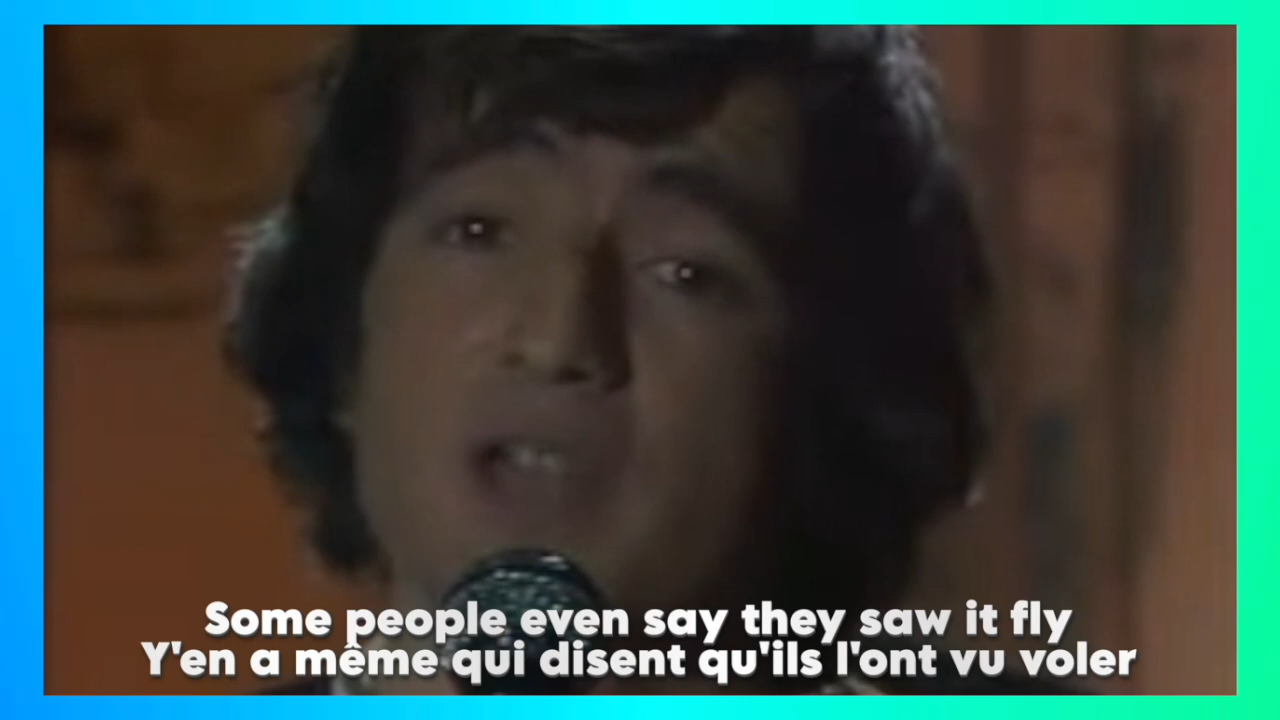 Some people even say they saw it fly
Y'en a même qui disent qu'ils l'ont vu voler